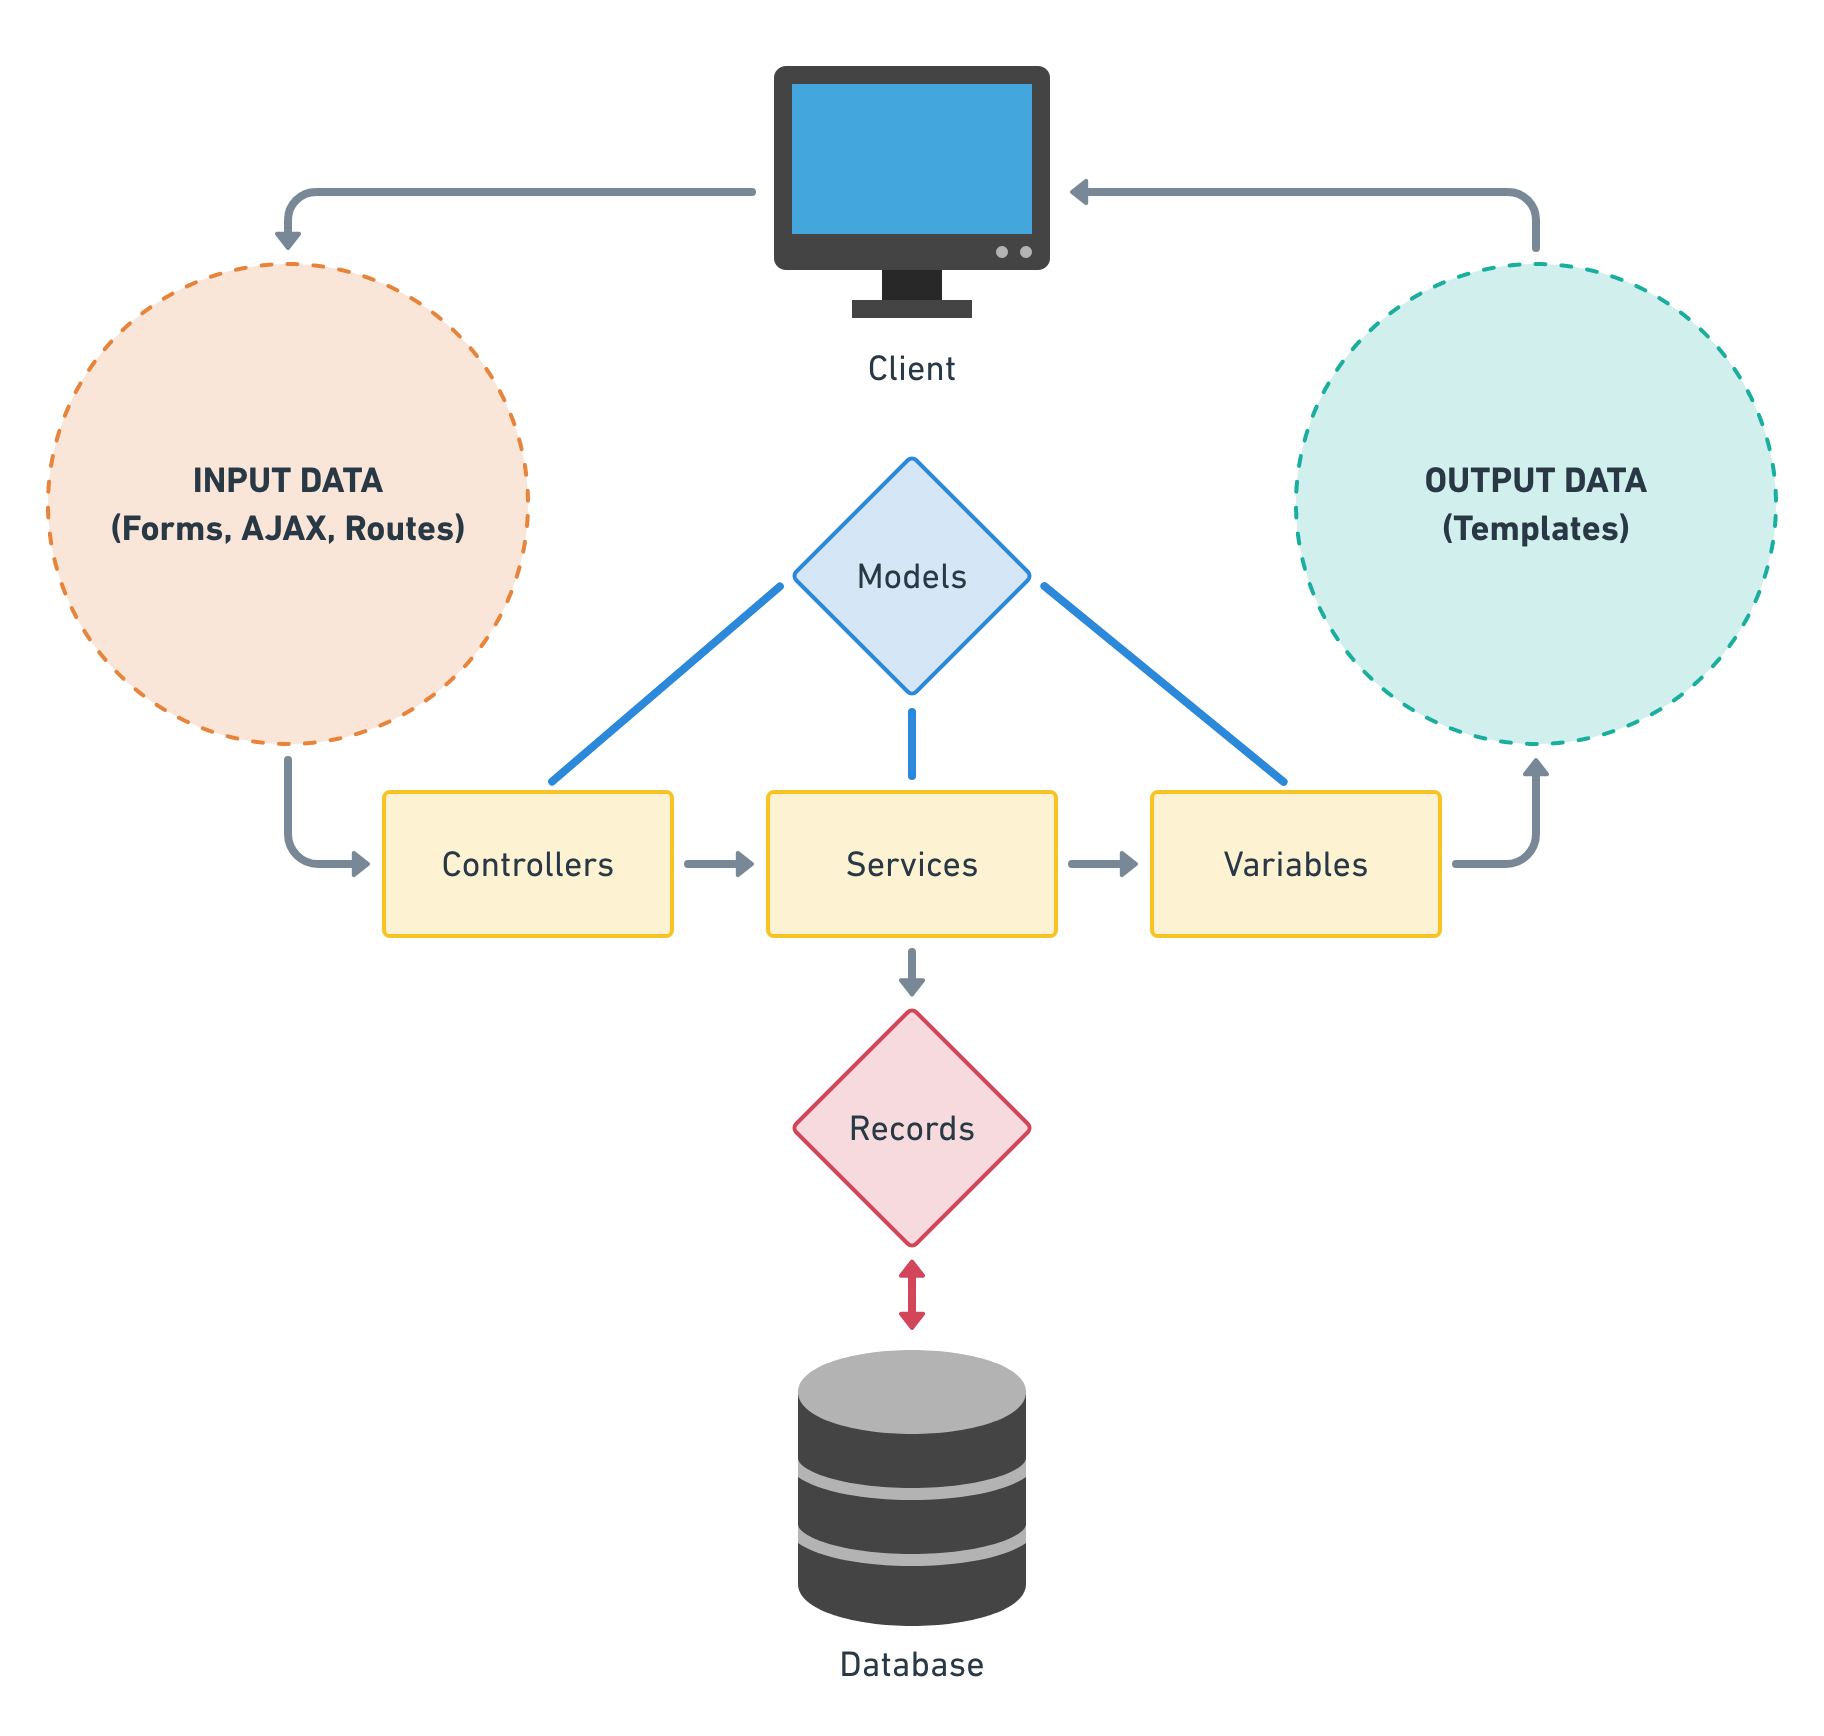 Client
INPUT DATA
(Forms, AJAX, Routes)
OUTPUT DATA
(Templates)
Models
Controllers
Services
Variables
Records
Database